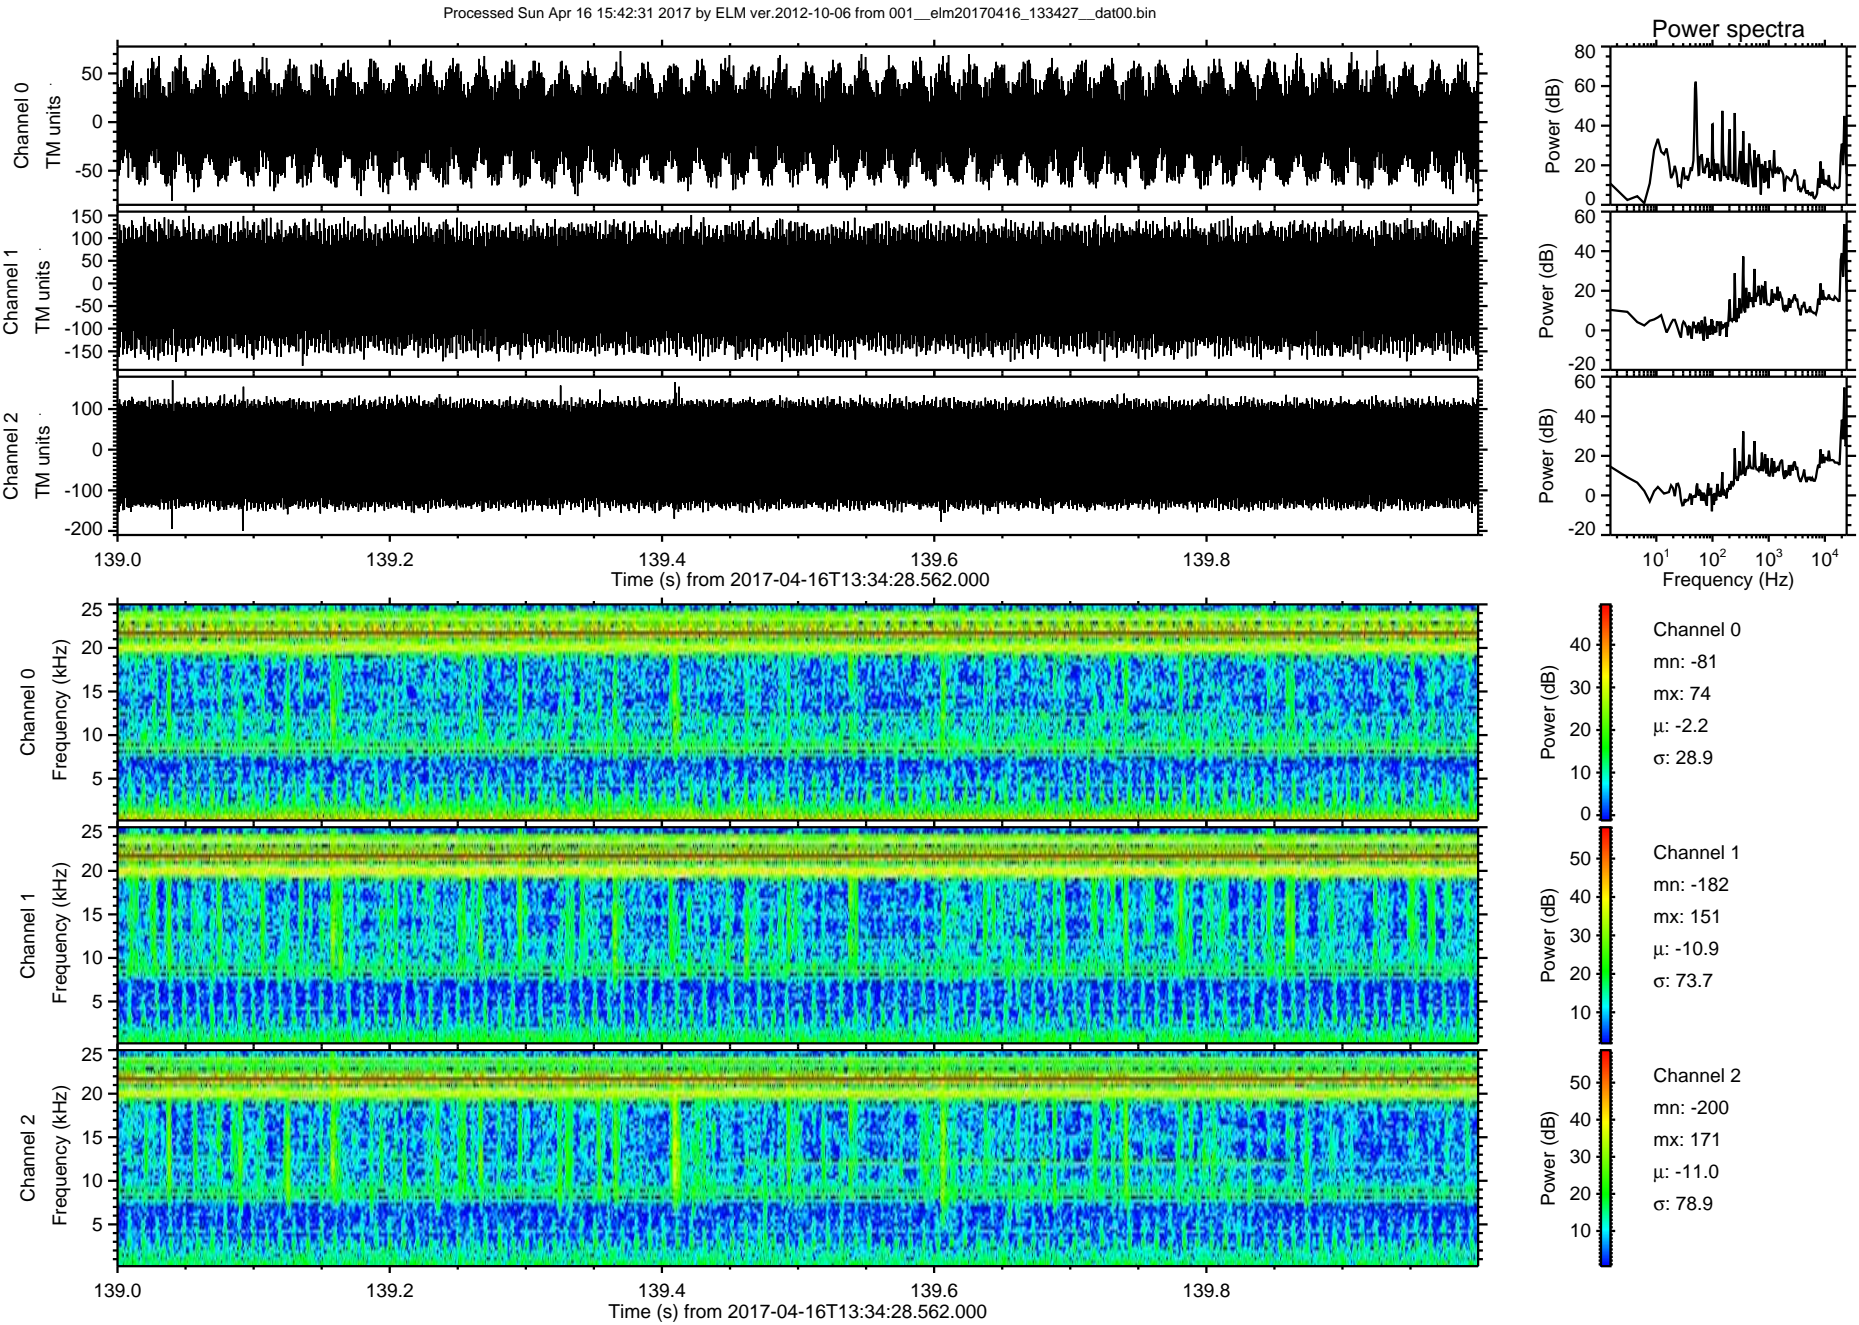 Processed Sun Apr 16 15:42:31 2017 by ELM ver.2012-10-06 from 001__elm20170416_133427__dat00.bin
Power spectra
Channel 0
TM units
50
0
-50
Power (dB)
80
60
40
20
0
Channel 1
TM units
150
100
50
0
-50
-100
-150
Power (dB)
60
40
20
0
-20
Channel 2
TM units
100
0
-100
-200
Power (dB)
60
40
20
0
-20
139.0 139.2 139.4 139.6 139.8
Time (s) from 2017-04-16T13:34:28.562.000
10^1 10^2 10^3 10^4
Frequency (Hz)
Channel 0
Frequency (kHz)
25
20
15
10
5
Power (dB)
40
30
20
10
0
Channel 0
mn: -81
mx: 74
μ: -2.2
σ: 28.9
Channel 1
Frequency (kHz)
25
20
15
10
5
Power (dB)
50
40
30
20
10
Channel 1
mn: -182
mx: 151
μ: -10.9
σ: 73.7
Channel 2
Frequency (kHz)
25
20
15
10
5
Power (dB)
50
40
30
20
10
Channel 2
mn: -200
mx: 171
μ: -11.0
σ: 78.9
139.0 139.2 139.4 139.6 139.8
Time (s) from 2017-04-16T13:34:28.562.000